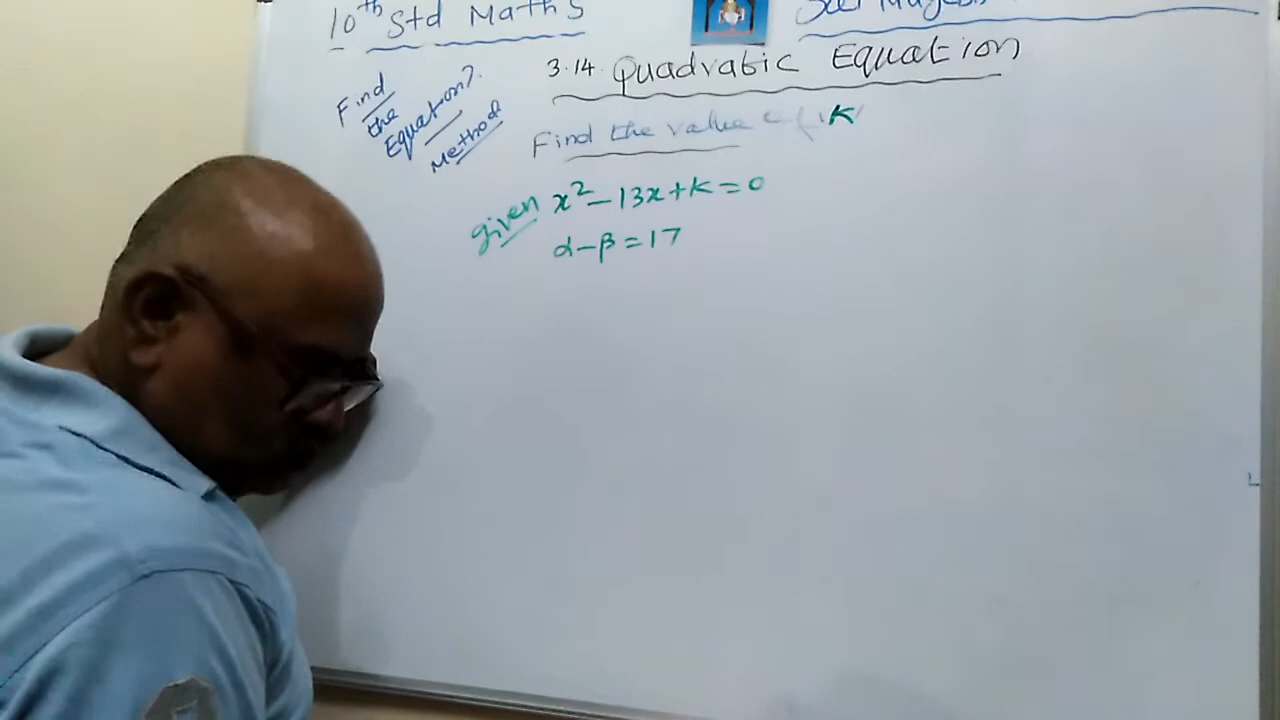 10th Std Maths
3.14. Quadratic Equation
Find
the
Equation?
Method
Find the value of K
given x² - 13x + k = 0
α - β = 17